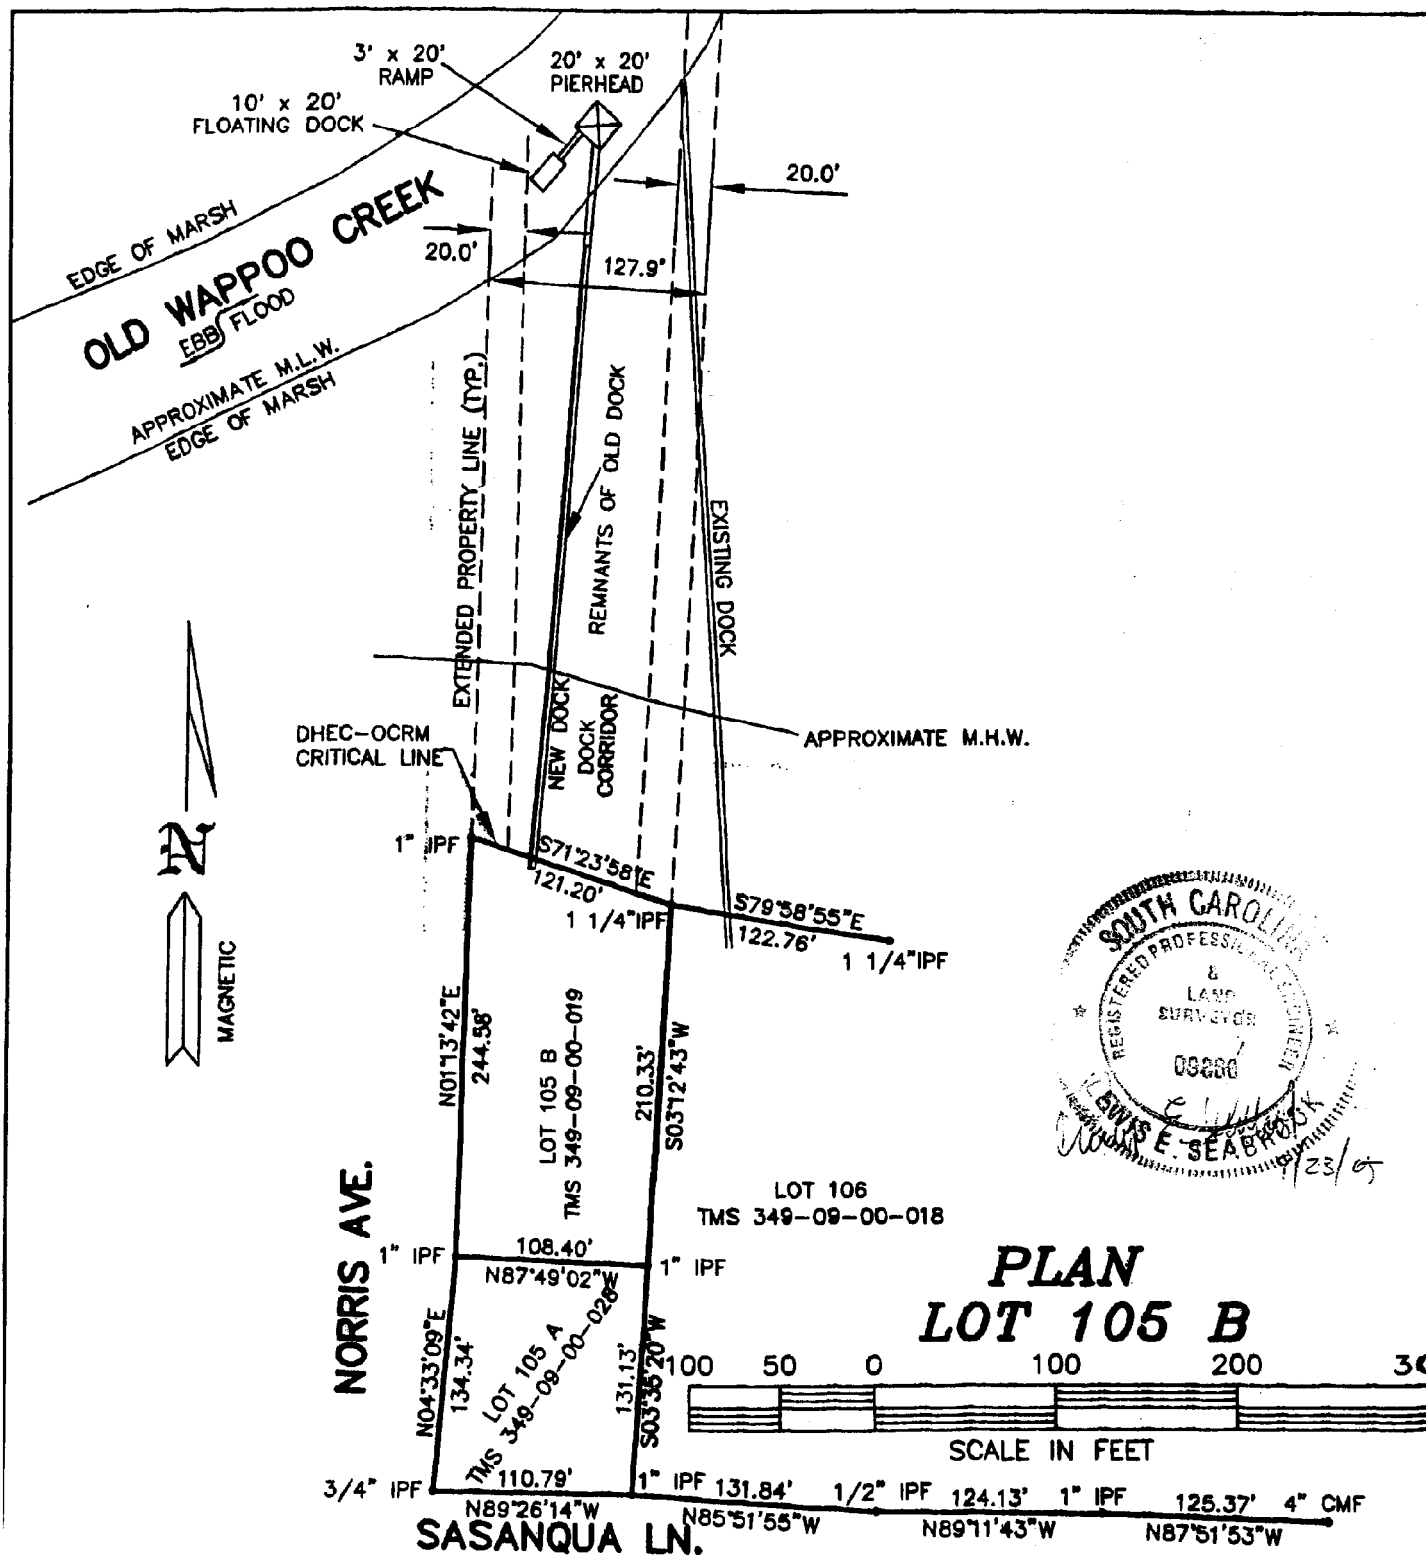 3' x 20'
RAMP
20' x 20'
PIERHEAD
10' x 20'
FLOATING DOCK
20.0'
EDGE OF MARSH
OLD WAPPOO CREEK
EBB FLOOD
20.0'
127.9'
APPROXIMATE M.L.W.
EDGE OF MARSH
EXTENDED PROPERTY LINE (TYP.)
REMNANTS OF OLD DOCK
EXISTING DOCK
NEW DOCK
DOCK
CORRIDOR
DHEC-OCRM
CRITICAL LINE
APPROXIMATE M.H.W.
N
MAGNETIC
1" IPF
S71°23'58"E
121.20'
1 1/4"IPF
S79°58'55"E
122.76'
1 1/4"IPF
N01°13'42"E
244.58'
LOT 105 B
TMS 349-09-00-019
210.33'
S03°12'43"W
SOUTH CAROLINA
REGISTERED PROFESSIONAL ENGINEER
&
LAND
SURVEYOR
LEWIS E. SEABROOK
/23/05
LOT 106
TMS 349-09-00-018
NORRIS AVE.
1" IPF
108.40'
N87°49'02"W
1" IPF
N04°33'09"E
134.34'
LOT 105 A
TMS 349-09-00-028
131.13'
S03°35'20"W
PLAN
LOT 105 B
100 50 0 100 200
SCALE IN FEET
3/4" IPF
110.79'
N89°26'14"W
1" IPF
131.84'
N85°51'55"W
1/2" IPF
124.13'
N89°11'43"W
1" IPF
125.37'
N87°51'53"W
4" CMF
SASANQUA LN.